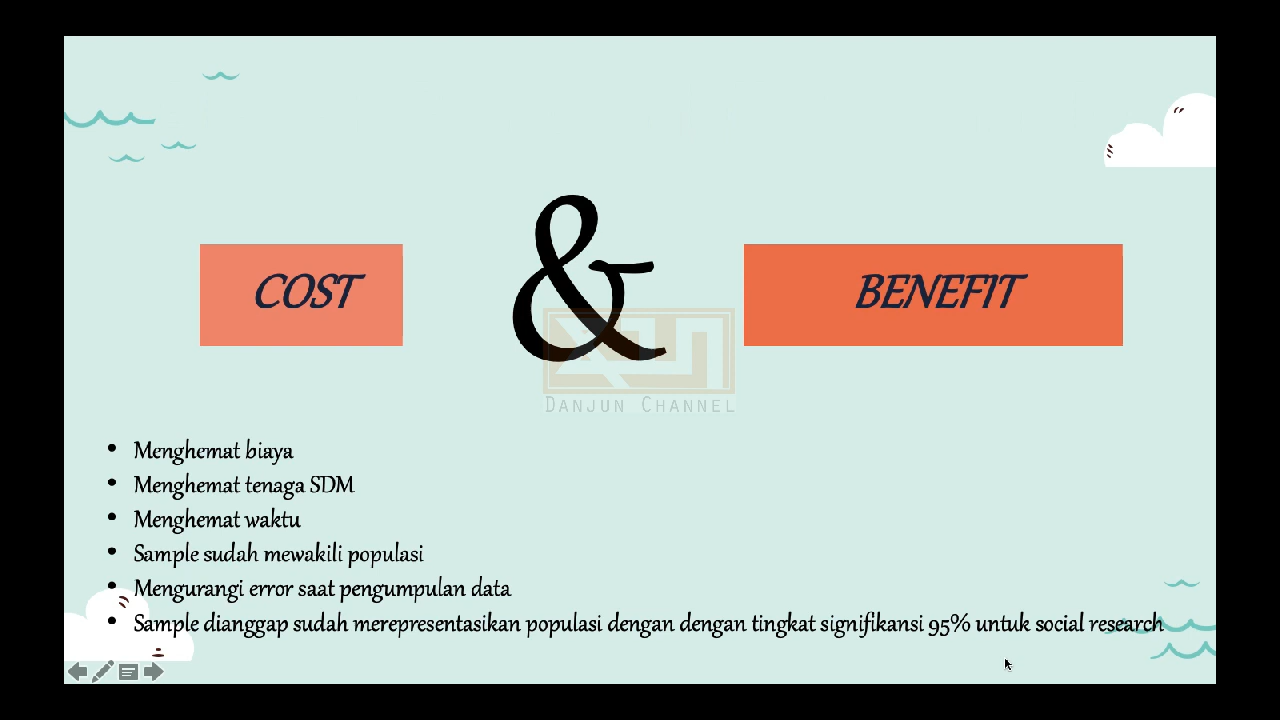 COST & BENEFIT
DANJUN CHANNEL
• Menghemat biaya
• Menghemat tenaga SDM
• Menghemat waktu
• Sample sudah mewakili populasi
• Mengurangi error saat pengumpulan data
• Sample dianggap sudah merepresentasikan populasi dengan dengan tingkat signifikansi 95% untuk social research